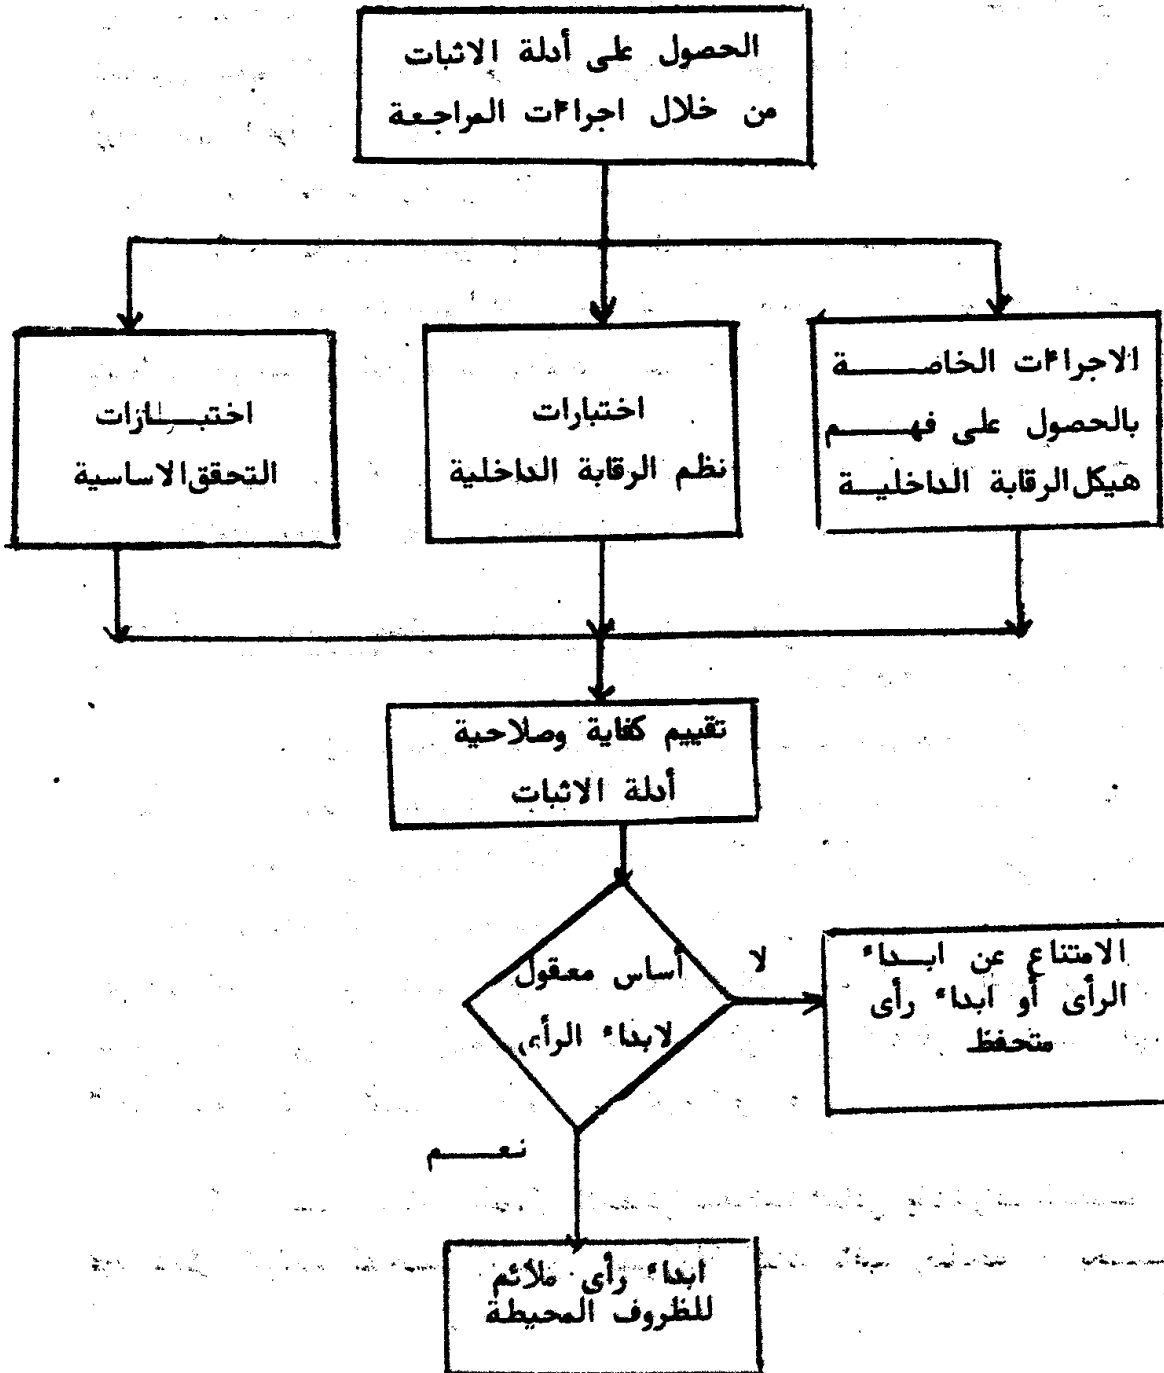 الحصول على أدلة الاثبات
من خلال اجراءات المراجعة
الاجراءات الخاصة
بالحصول على فهم
هيكل الرقابة الداخلية
اختبارات
نظم الرقابة الداخلية
اختبازات
التحقق الاساسية
تقييم كفاية وصلاحية
أدلة الاثبات
أساس معقول
لابداء الرأى
لا
الامتناع عن ابداء
الرأى أو ابداء رأى
متحفظ
نعم
ابداء رأى ملائم
للظروف المحيطة